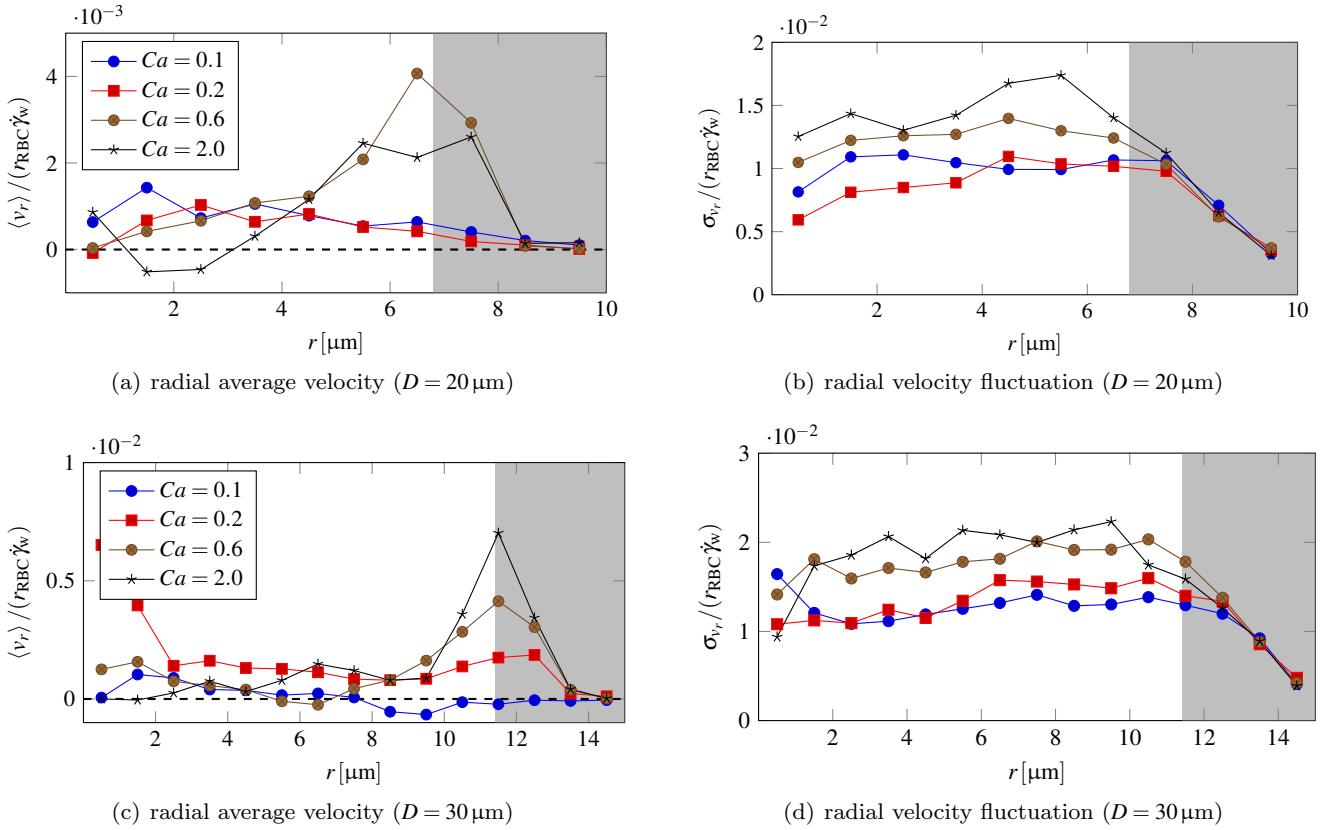 ·10⁻³
4
2
0
⟨v_r⟩/(r_RBC γ̇_w)
Ca = 0.1
Ca = 0.2
Ca = 0.6
Ca = 2.0
2 4 6 8 10
r [µm]
(a) radial average velocity (D = 20 µm)
·10⁻²
2
1.5
1
0.5
0
σ_{v_r}/(r_RBC γ̇_w)
2 4 6 8 10
r [µm]
(b) radial velocity fluctuation (D = 20 µm)
·10⁻²
1
0.5
0
⟨v_r⟩/(r_RBC γ̇_w)
Ca = 0.1
Ca = 0.2
Ca = 0.6
Ca = 2.0
2 4 6 8 10 12 14
r [µm]
(c) radial average velocity (D = 30 µm)
·10⁻²
3
2
1
0
σ_{v_r}/(r_RBC γ̇_w)
2 4 6 8 10 12 14
r [µm]
(d) radial velocity fluctuation (D = 30 µm)